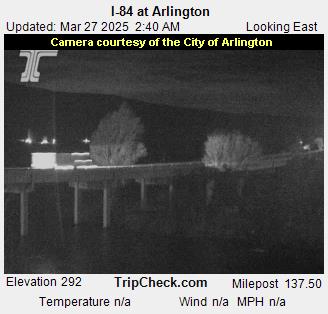 I-84 at Arlington
Updated: Mar 27 2025 2:40 AM Looking East
Camera courtesy of the City of Arlington
Elevation 292 TripCheck.com Milepost 137.50
Temperature n/a Wind n/a MPH n/a